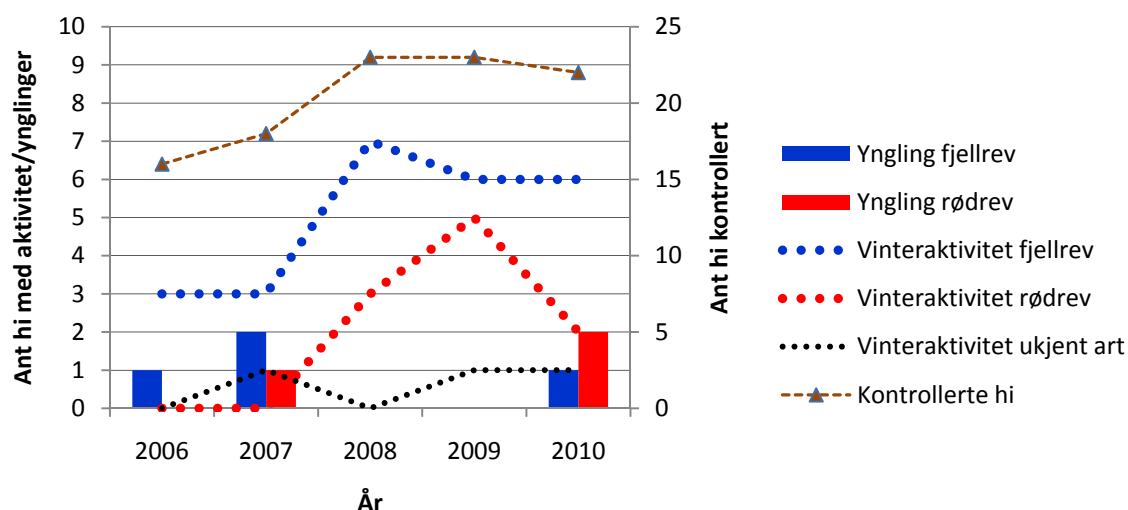 Ant hi med aktivitet/ynglinger
10
9
8
7
6
5
4
3
2
1
0
25
20
15
10
5
0
Ant hi kontrollert
2006 2007 2008 2009 2010
År
Yngling fjellrev
Yngling rødrev
Vinteraktivitet fjellrev
Vinteraktivitet rødrev
Vinteraktivitet ukjent art
Kontrollerte hi